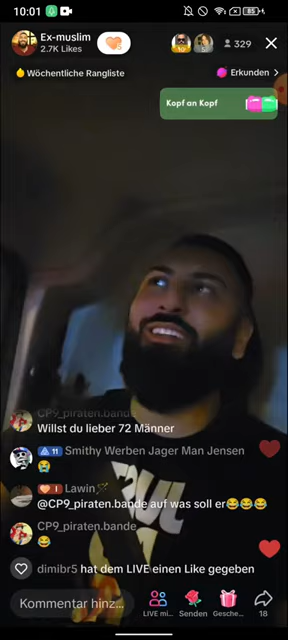 10:01
85
Ex-muslim
2.7K Likes
329
Wöchentliche Rangliste
Erkunden >
Kopf an Kopf
CP9_piraten.bande
Willst du lieber 72 Männer
11 Smithy Werben Jager Man Jensen
😭
I Lawin
@CP9_piraten.bande auf was soll er😂😂😂
CP9_piraten.bande
😂
dimibr5 hat dem LIVE einen Like gegeben
Kommentar hinz...
LIVE mi...
Senden
Gesche...
18